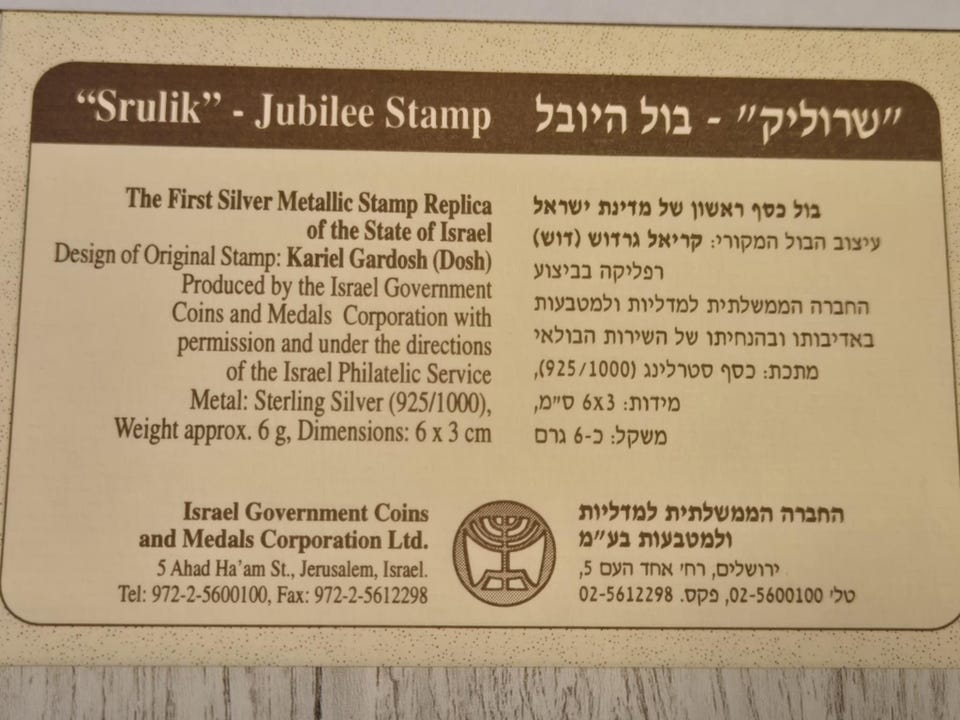 "Srulik" - Jubilee Stamp
The First Silver Metallic Stamp Replica
of the State of Israel
Design of Original Stamp: Kariel Gardosh (Dosh)
Produced by the Israel Government
Coins and Medals Corporation with
permission and under the directions
of the Israel Philatelic Service
Metal: Sterling Silver (925/1000),
Weight approx. 6 g, Dimensions: 6 x 3 cm
Israel Government Coins
and Medals Corporation Ltd.
5 Ahad Ha'am St., Jerusalem, Israel.
Tel: 972-2-5600100, Fax: 972-2-5612298
"שרוליק" - בול היובל
בול כסף ראשון של מדינת ישראל
עיצוב הבול המקורי: קריאל גרדוש (דוש)
רפליקה בביצוע
החברה הממשלתית למדליות ולמטבעות
באדיבותו ובהנחיתו של השירות הבולאי
מתכת: כסף סטרלינג (925/1000),
מידות: 6x3 ס"מ,
משקל: כ-6 גרם
החברה הממשלתית למדליות
ולמטבעות בע"מ
ירושלים, רח' אחד העם 5,
טל' 02-5600100, פקס. 02-5612298